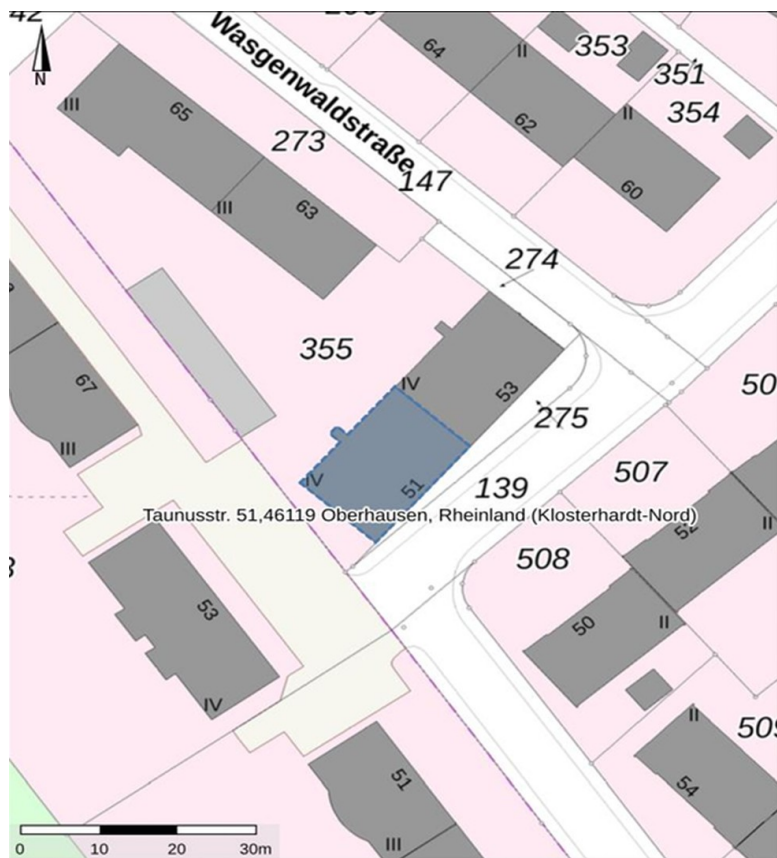 42
N
353
351
354
64
II
62
II
60
III
65
273
Wasgenwaldstraße
147
III
63
274
355
IV
53
275
67
III
IV
51
139
507
508
Taunusstr. 51,46119 Oberhausen, Rheinland (Klosterhardt-Nord)
52
II
50
II
53
IV
II
54
51
III
0 10 20 30m